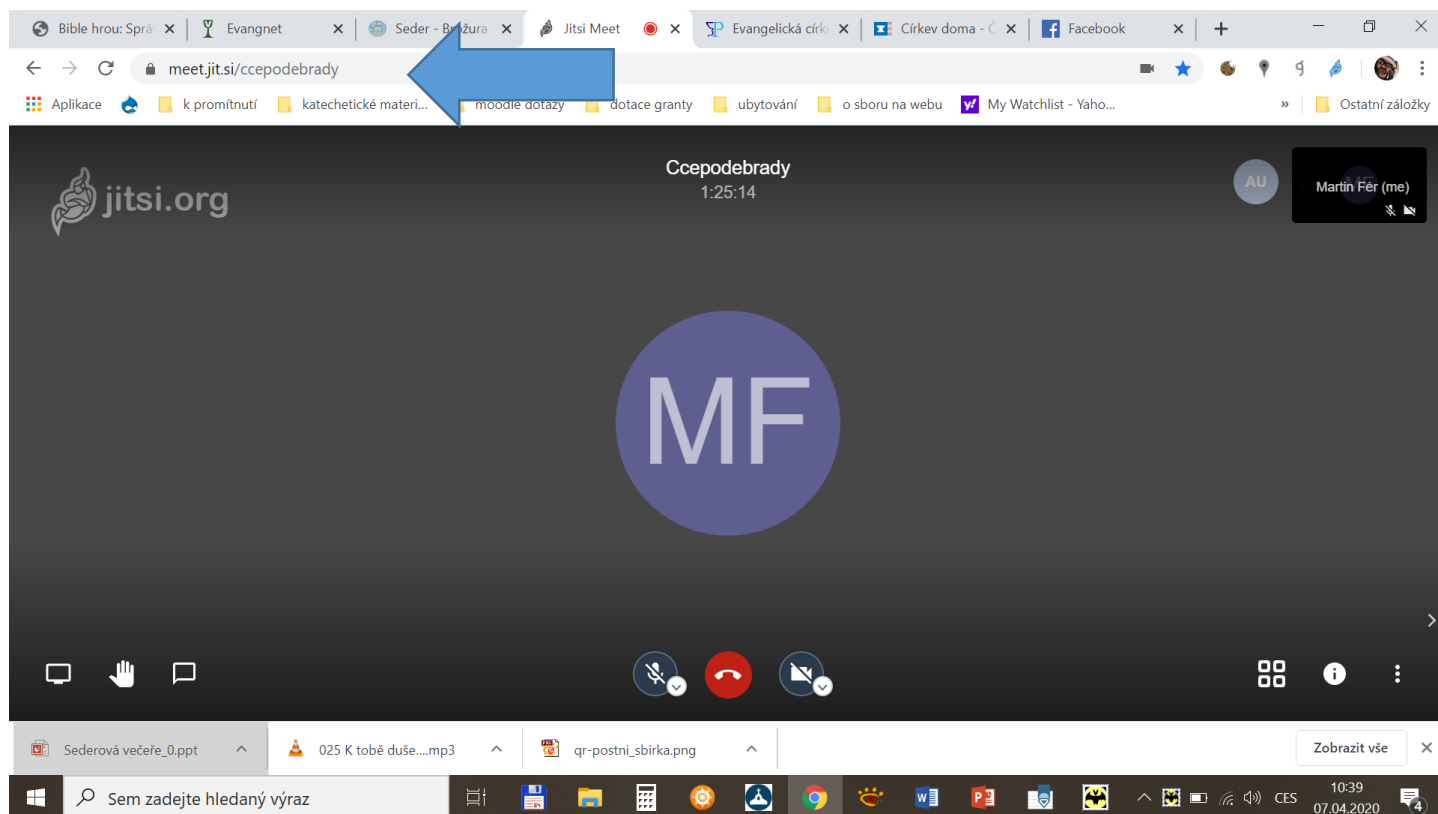 Bible hrou: Sprá
Evangnet
Seder - Brožura
Jitsi Meet
Evangelická církv
Církev doma - Č
Facebook
meet.jit.si/ccepodebrady
Aplikace
k promítnutí
katechetické materi...
moodle dotazy
dotace granty
ubytování
o sboru na webu
My Watchlist - Yaho...
»
Ostatní záložky
jitsi.org
Ccepodebrady
1:25:14
AU
Martin Fér (me)
MF
Sederová večeře_0.ppt
025 K tobě duše....mp3
qr-postni_sbirka.png
Zobrazit vše
Sem zadejte hledaný výraz
CES
10:39
07.04.2020
4